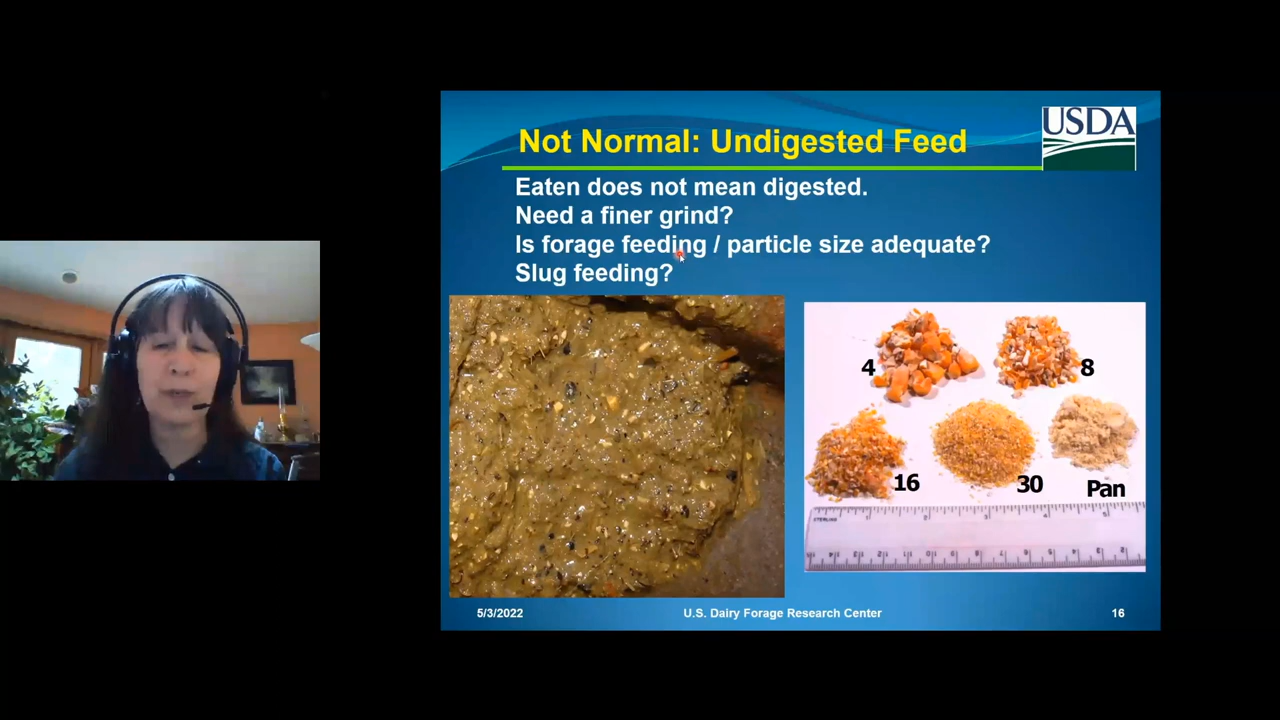 Not Normal: Undigested Feed
USDA
Eaten does not mean digested.
Need a finer grind?
Is forage feeding / particle size adequate?
Slug feeding?
4
8
16
30
Pan
STERLING
5/3/2022
U.S. Dairy Forage Research Center
16